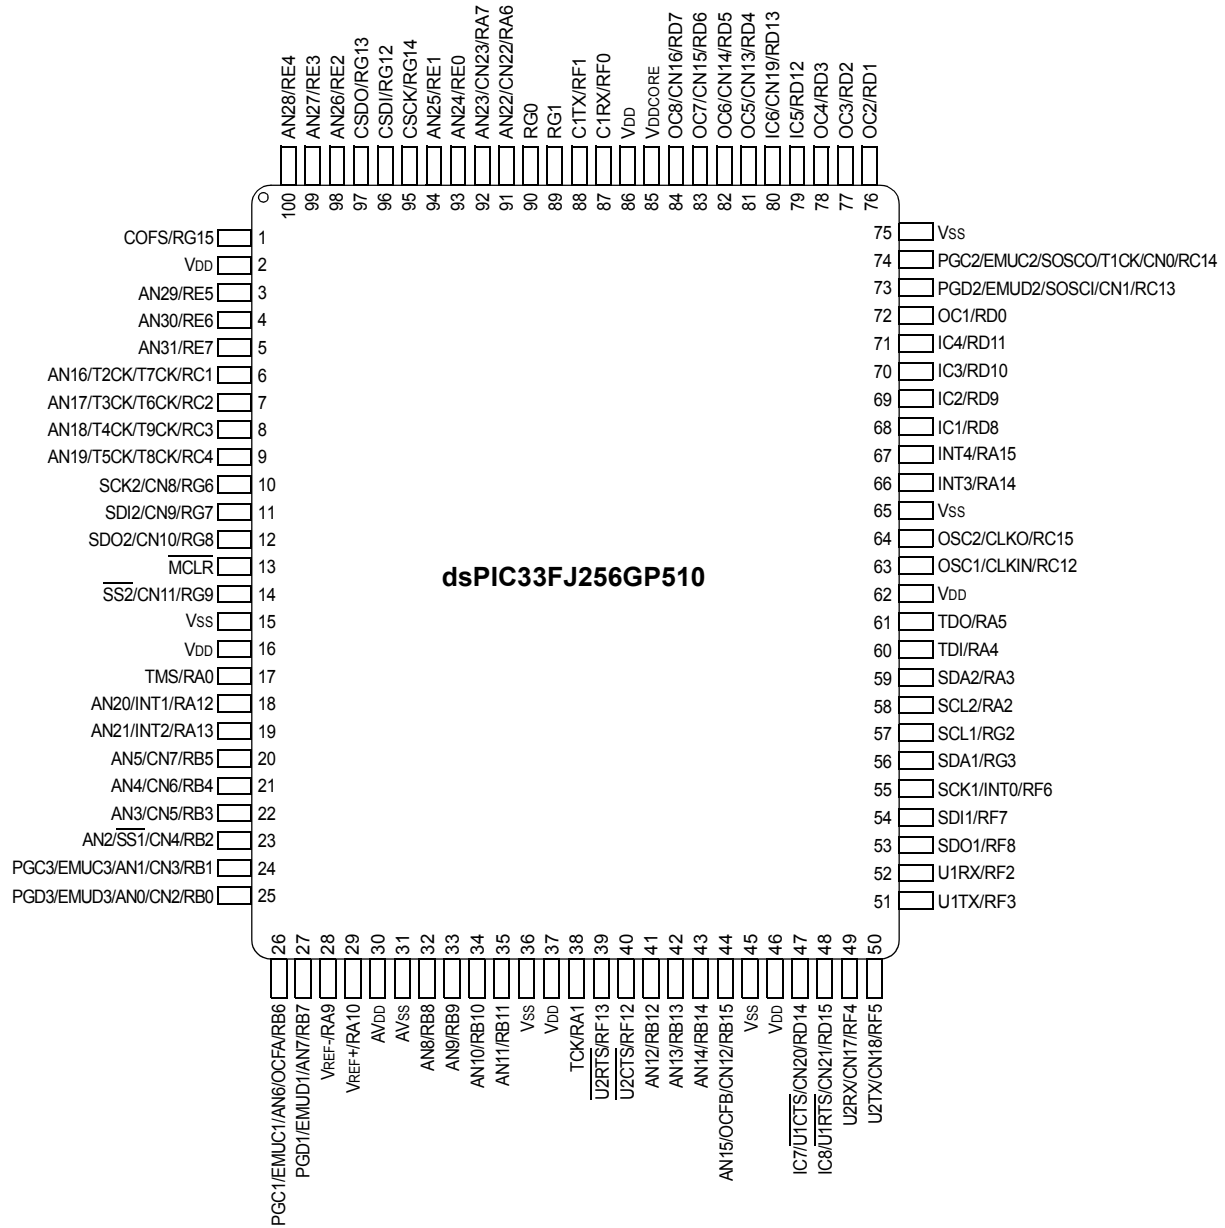 AN28/RE4
AN27/RE3
AN26/RE2
CSDO/RG13
CSDI/RG12
CSCK/RG14
AN25/RE1
AN24/RE0
AN23/CN23/RA7
AN22/CN22/RA6
RG0
RG1
C1TX/RF1
C1RX/RF0
VDD
VDDCORE
OC8/CN16/RD7
OC7/CN15/RD6
OC6/CN14/RD5
OC5/CN13/RD4
IC6/CN19/RD13
IC5/RD12
OC4/RD3
OC3/RD2
OC2/RD1
100
99
98
97
96
95
94
93
92
91
90
89
88
87
86
85
84
83
82
81
80
79
78
77
76
COFS/RG15 1
VDD 2
AN29/RE5 3
AN30/RE6 4
AN31/RE7 5
AN16/T2CK/T7CK/RC1 6
AN17/T3CK/T6CK/RC2 7
AN18/T4CK/T9CK/RC3 8
AN19/T5CK/T8CK/RC4 9
SCK2/CN8/RG6 10
SDI2/CN9/RG7 11
SDO2/CN10/RG8 12
MCLR 13
SS2/CN11/RG9 14
VSS 15
VDD 16
TMS/RA0 17
AN20/INT1/RA12 18
AN21/INT2/RA13 19
AN5/CN7/RB5 20
AN4/CN6/RB4 21
AN3/CN5/RB3 22
AN2/SS1/CN4/RB2 23
PGC3/EMUC3/AN1/CN3/RB1 24
PGD3/EMUD3/AN0/CN2/RB0 25
dsPIC33FJ256GP510
75 VSS
74 PGC2/EMUC2/SOSCO/T1CK/CN0/RC14
73 PGD2/EMUD2/SOSCI/CN1/RC13
72 OC1/RD0
71 IC4/RD11
70 IC3/RD10
69 IC2/RD9
68 IC1/RD8
67 INT4/RA15
66 INT3/RA14
65 VSS
64 OSC2/CLKO/RC15
63 OSC1/CLKIN/RC12
62 VDD
61 TDO/RA5
60 TDI/RA4
59 SDA2/RA3
58 SCL2/RA2
57 SCL1/RG2
56 SDA1/RG3
55 SCK1/INT0/RF6
54 SDI1/RF7
53 SDO1/RF8
52 U1RX/RF2
51 U1TX/RF3
26
27
28
29
30
31
32
33
34
35
36
37
38
39
40
41
42
43
44
45
46
47
48
49
50
PGC1/EMUC1/AN6/OCFA/RB6
PGD1/EMUD1/AN7/RB7
VREF-/RA9
VREF+/RA10
AVDD
AVSS
AN8/RB8
AN9/RB9
AN10/RB10
AN11/RB11
VSS
VDD
TCK/RA1
U2RTS/RF13
U2CTS/RF12
AN12/RB12
AN13/RB13
AN14/RB14
AN15/OCFB/CN12/RB15
VSS
VDD
IC7/U1CTS/CN20/RD14
IC8/U1RTS/CN21/RD15
U2RX/CN17/RF4
U2TX/CN18/RF5